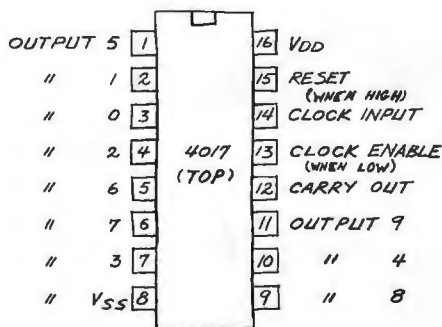 OUTPUT 5 1 16 VDD
" 1 2 15 RESET
(WHEN HIGH)
" 0 3 14 CLOCK INPUT
" 2 4 4017 13 CLOCK ENABLE
(TOP) (WHEN LOW)
" 6 5 12 CARRY OUT
" 7 6 11 OUTPUT 9
" 3 7 10 " 4
" VSS 8 9 " 8